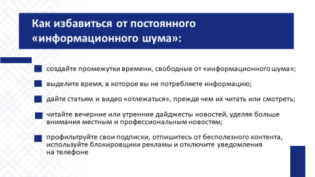 Как избавиться от постоянного
«информационного шума»:
создайте промежутки времени, свободные от «информационного шума»;
выделите время, в которое вы не потребляете информацию;
дайте статьям и видео «отлежаться», прежде чем их читать или смотреть;
читайте вечерние или утренние дайджесты новостей, уделяя больше
внимания местным и профессиональным новостям;
профильтруйте свои подписки, отпишитесь от бесполезного контента,
используйте блокировщики рекламы и отключите уведомления
на телефоне